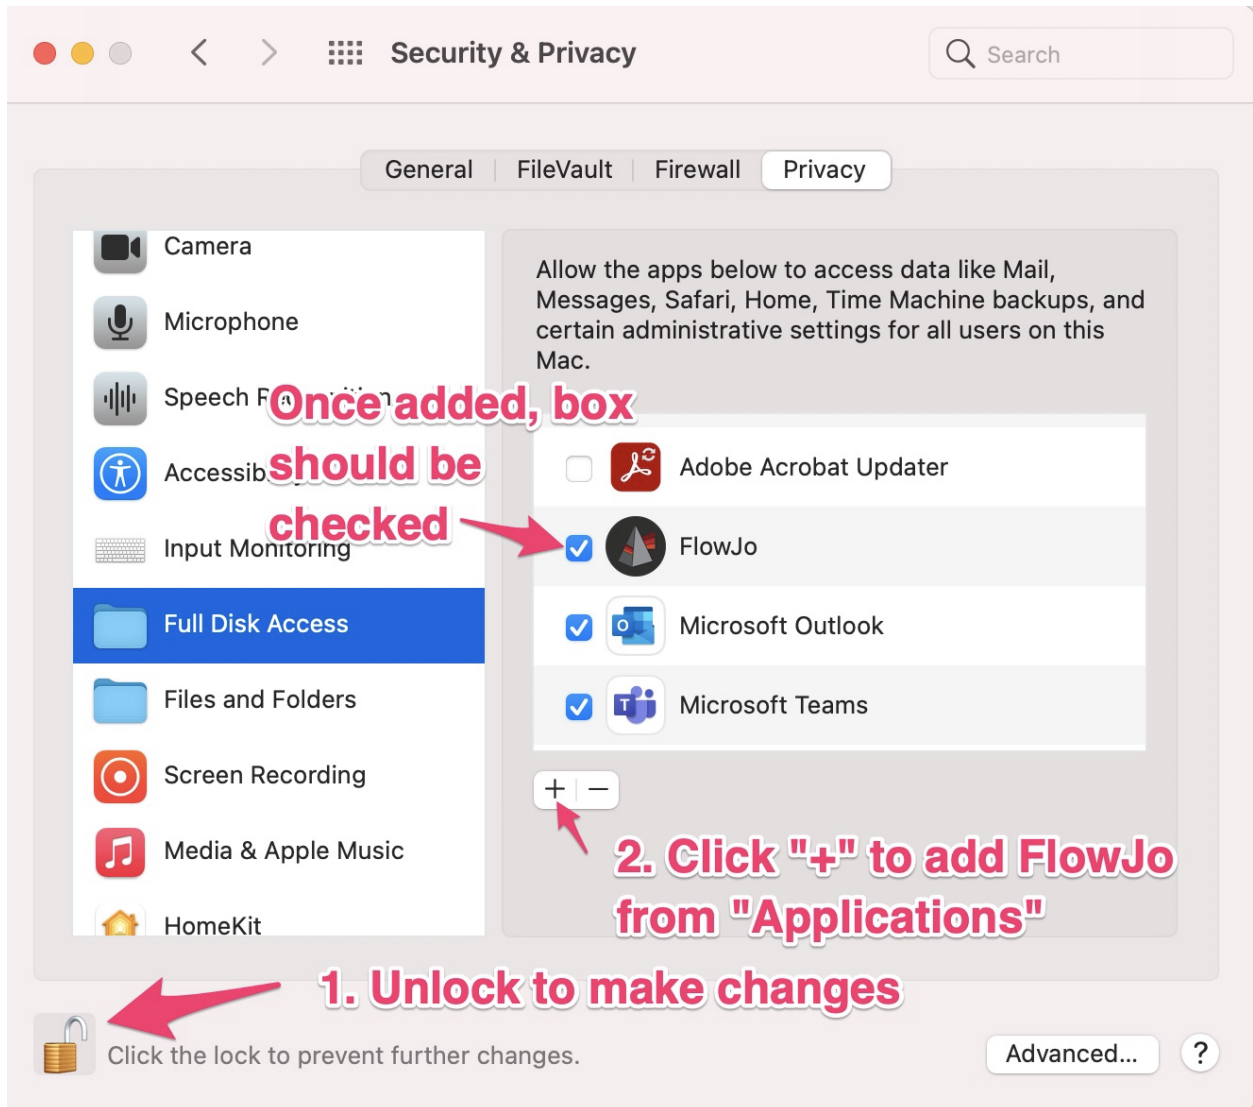 Security & Privacy
Search
General
FileVault
Firewall
Privacy
Camera
Microphone
Speech
Input Monitoring
Full Disk Access
Files and Folders
Screen Recording
Media & Apple Music
HomeKit
Allow the apps below to access data like Mail,
Messages, Safari, Home, Time Machine backups, and
certain administrative settings for all users on this
Mac.
Once added, box
should be
checked
Adobe Acrobat Updater
FlowJo
Microsoft Outlook
Microsoft Teams
+ −
2. Click "+" to add FlowJo
from "Applications"
1. Unlock to make changes
Click the lock to prevent further changes.
Advanced...
?